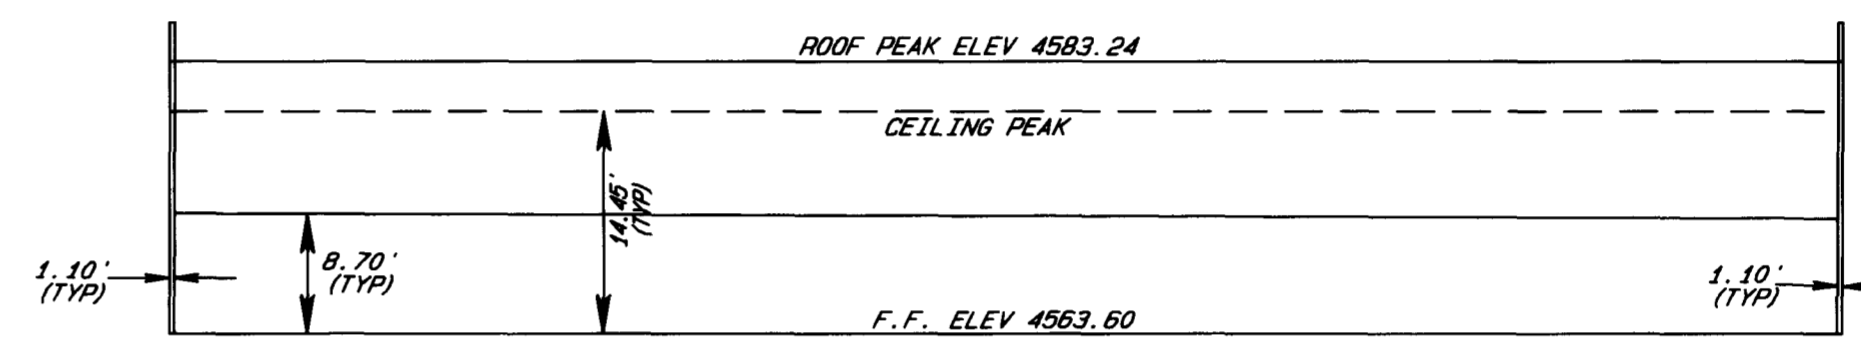 ROOF PEAK ELEV 4583.24
CEILING PEAK
14.45'
(TYP)
8.70'
(TYP)
1.10'
(TYP)
1.10'
(TYP)
F.F. ELEV 4563.60